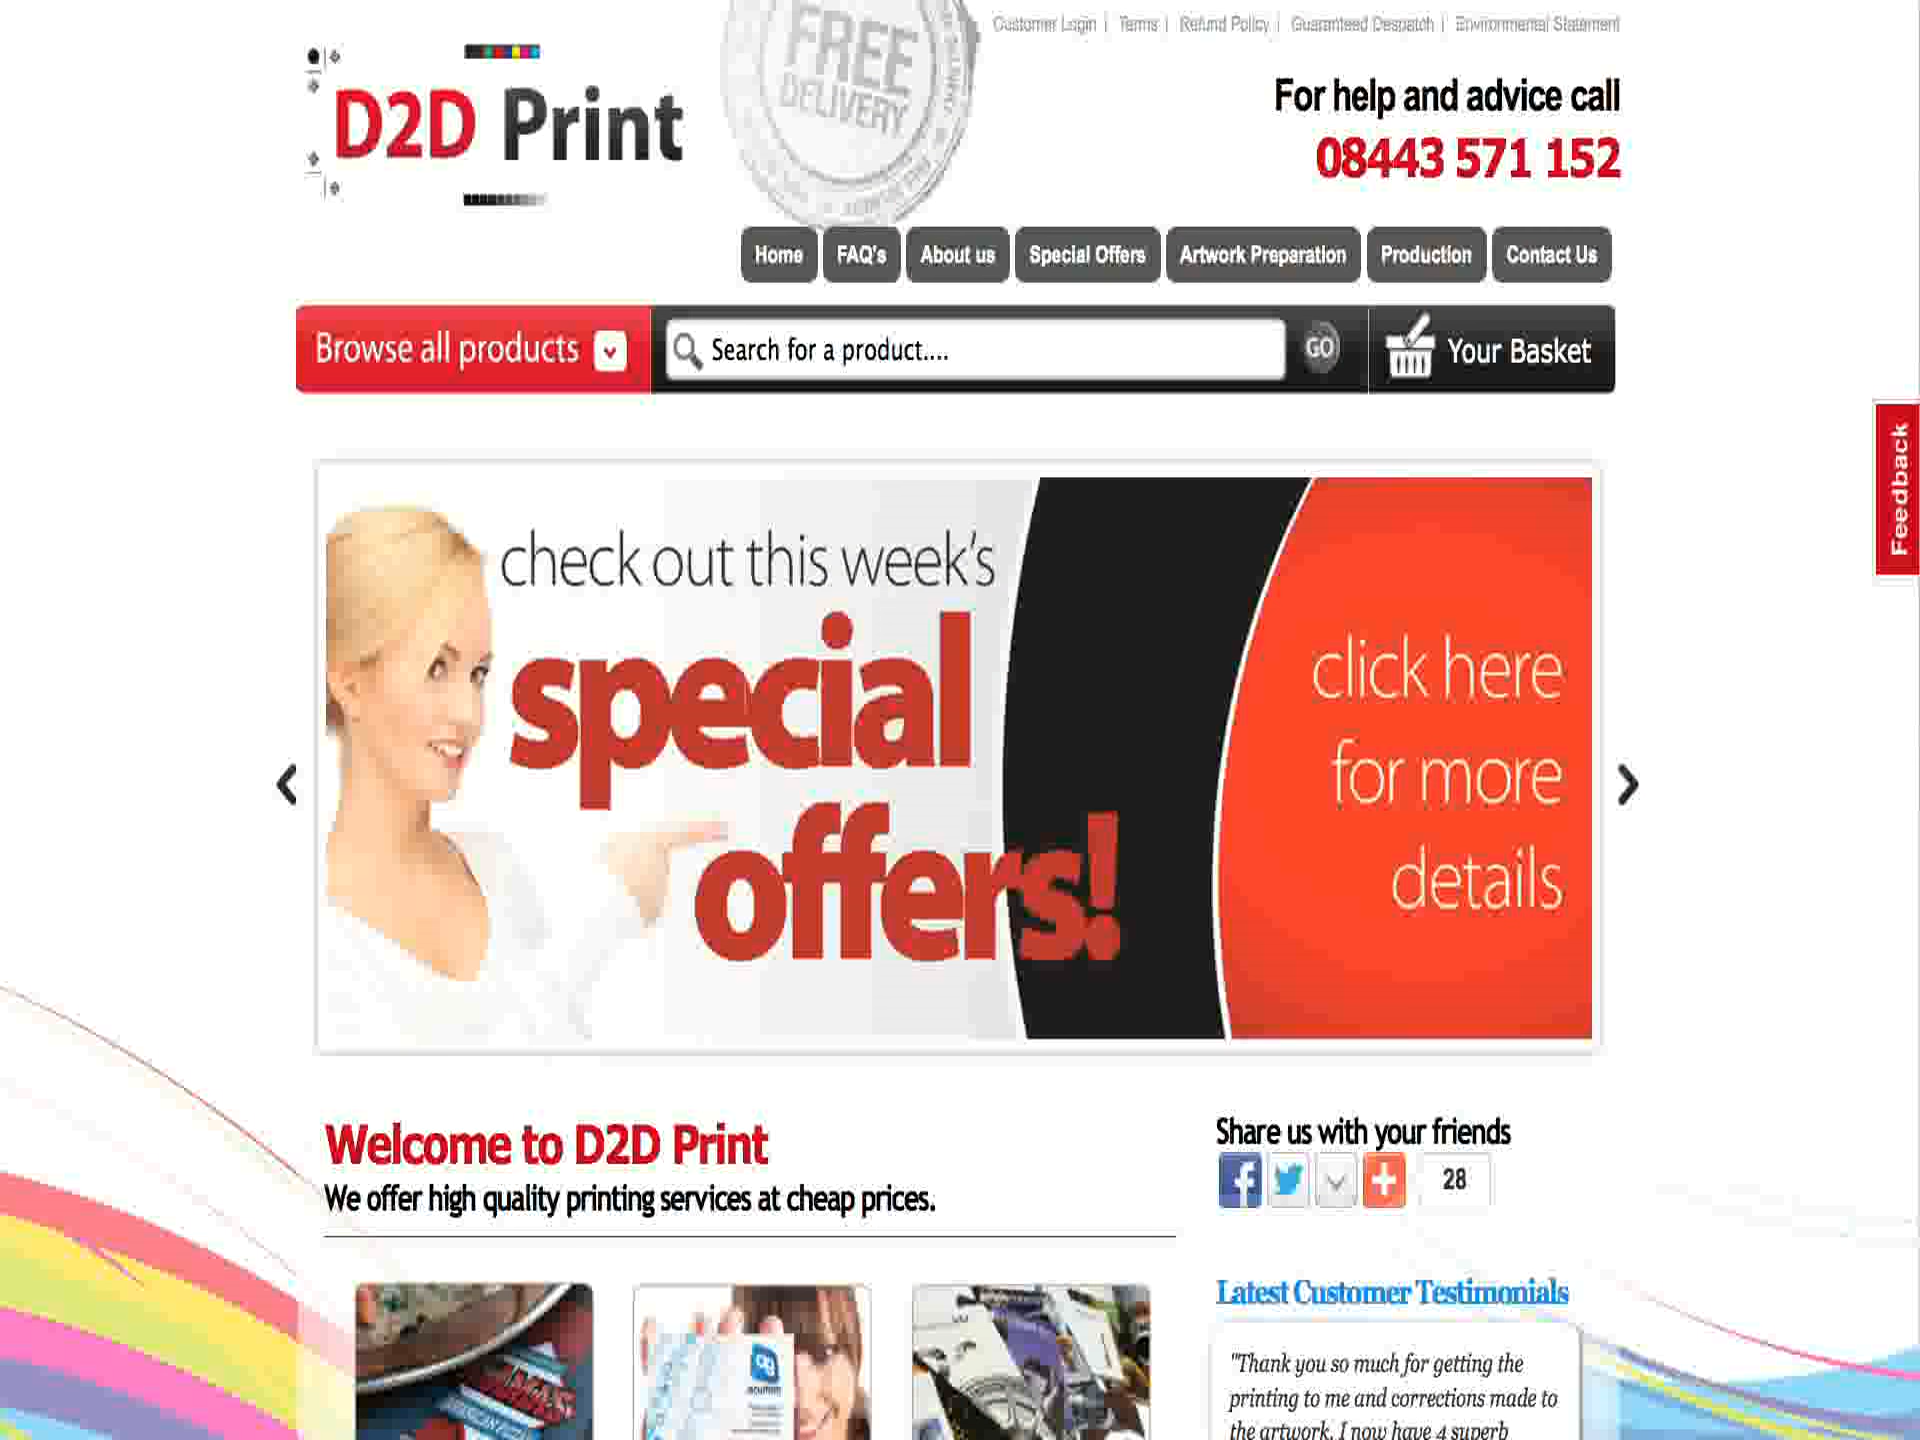 Customer Login | Terms | Refund Policy | Guaranteed Despatch | Environmental Statement
FREE
DELIVERY
D2D Print
For help and advice call
08443 571 152
Home FAQ's About us Special Offers Artwork Preparation Production Contact Us
Browse all products
Search for a product....
GO
Your Basket
Feedback
check out this week's
special
offers!
click here
for more
details
Welcome to D2D Print
We offer high quality printing services at cheap prices.
Share us with your friends
28
Latest Customer Testimonials
"Thank you so much for getting the
printing to me and corrections made to
the artwork. I now have 4 superb